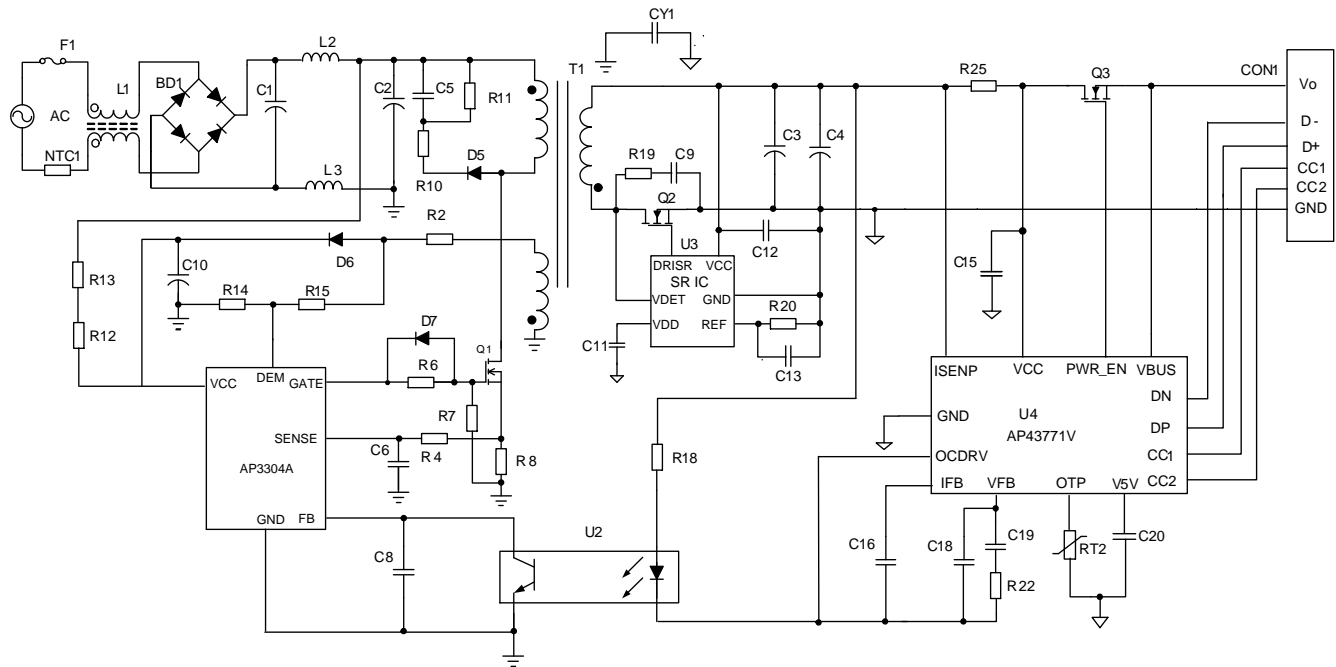 CY1
F1
L2
T1
R25
Q3
CON1
L1
BD1
C1
C2
C5
R11
Vo
AC
D -
C3
C4
D+
NTC1
R19
C9
D5
CC1
L3
R10
Q2
CC2
GND
R2
U3
C12
D6
C10
DRISR
VCC
SR IC
C15
R13
R14
R15
VDET
GND
R20
D7
VDD
REF
R12
Q1
C11
C13
R6
VCC
DEM
GATE
ISENP
VCC
PWR_EN
VBUS
DN
R7
GND
U4
DP
SENSE
C6
AP43771V
R4
R8
R18
OCDRV
CC1
AP3304A
IFB
VFB
OTP
V5V
CC2
GND
FB
U2
C16
C18
C19
C20
C8
RT2
R22